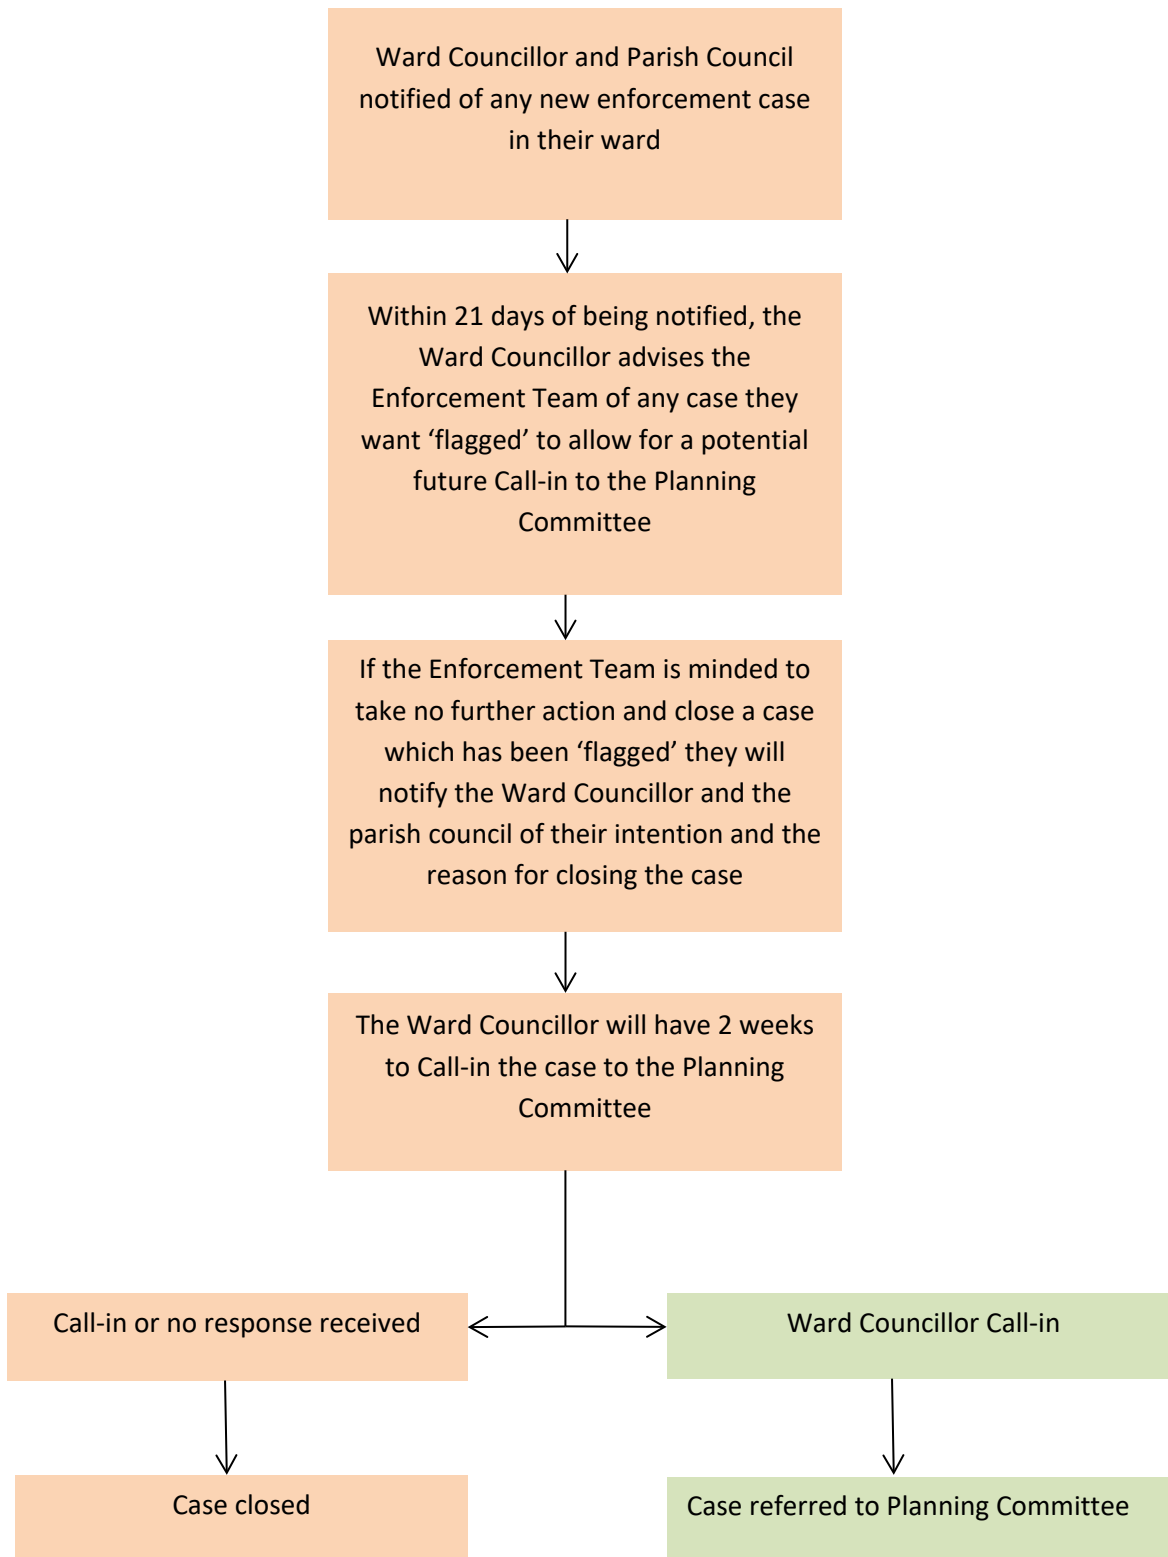 Ward Councillor and Parish Council
notified of any new enforcement case
in their ward
Within 21 days of being notified, the
Ward Councillor advises the
Enforcement Team of any case they
want ‘flagged’ to allow for a potential
future Call-in to the Planning
Committee
If the Enforcement Team is minded to
take no further action and close a case
which has been ‘flagged’ they will
notify the Ward Councillor and the
parish council of their intention and the
reason for closing the case
The Ward Councillor will have 2 weeks
to Call-in the case to the Planning
Committee
Call-in or no response received
Ward Councillor Call-in
Case closed
Case referred to Planning Committee